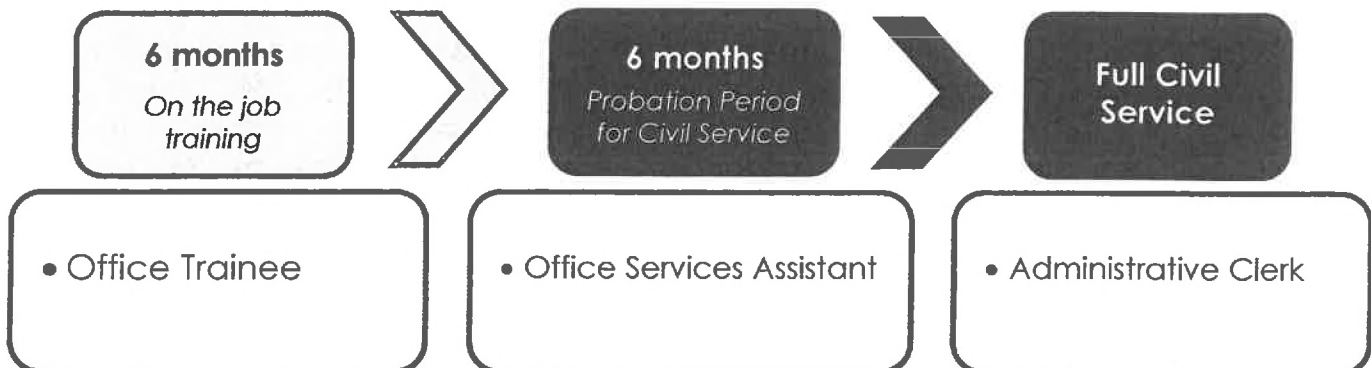 6 months
On the job
training
6 months
Probation Period
for Civil Service
Full Civil
Service
• Office Trainee
• Office Services Assistant
• Administrative Clerk